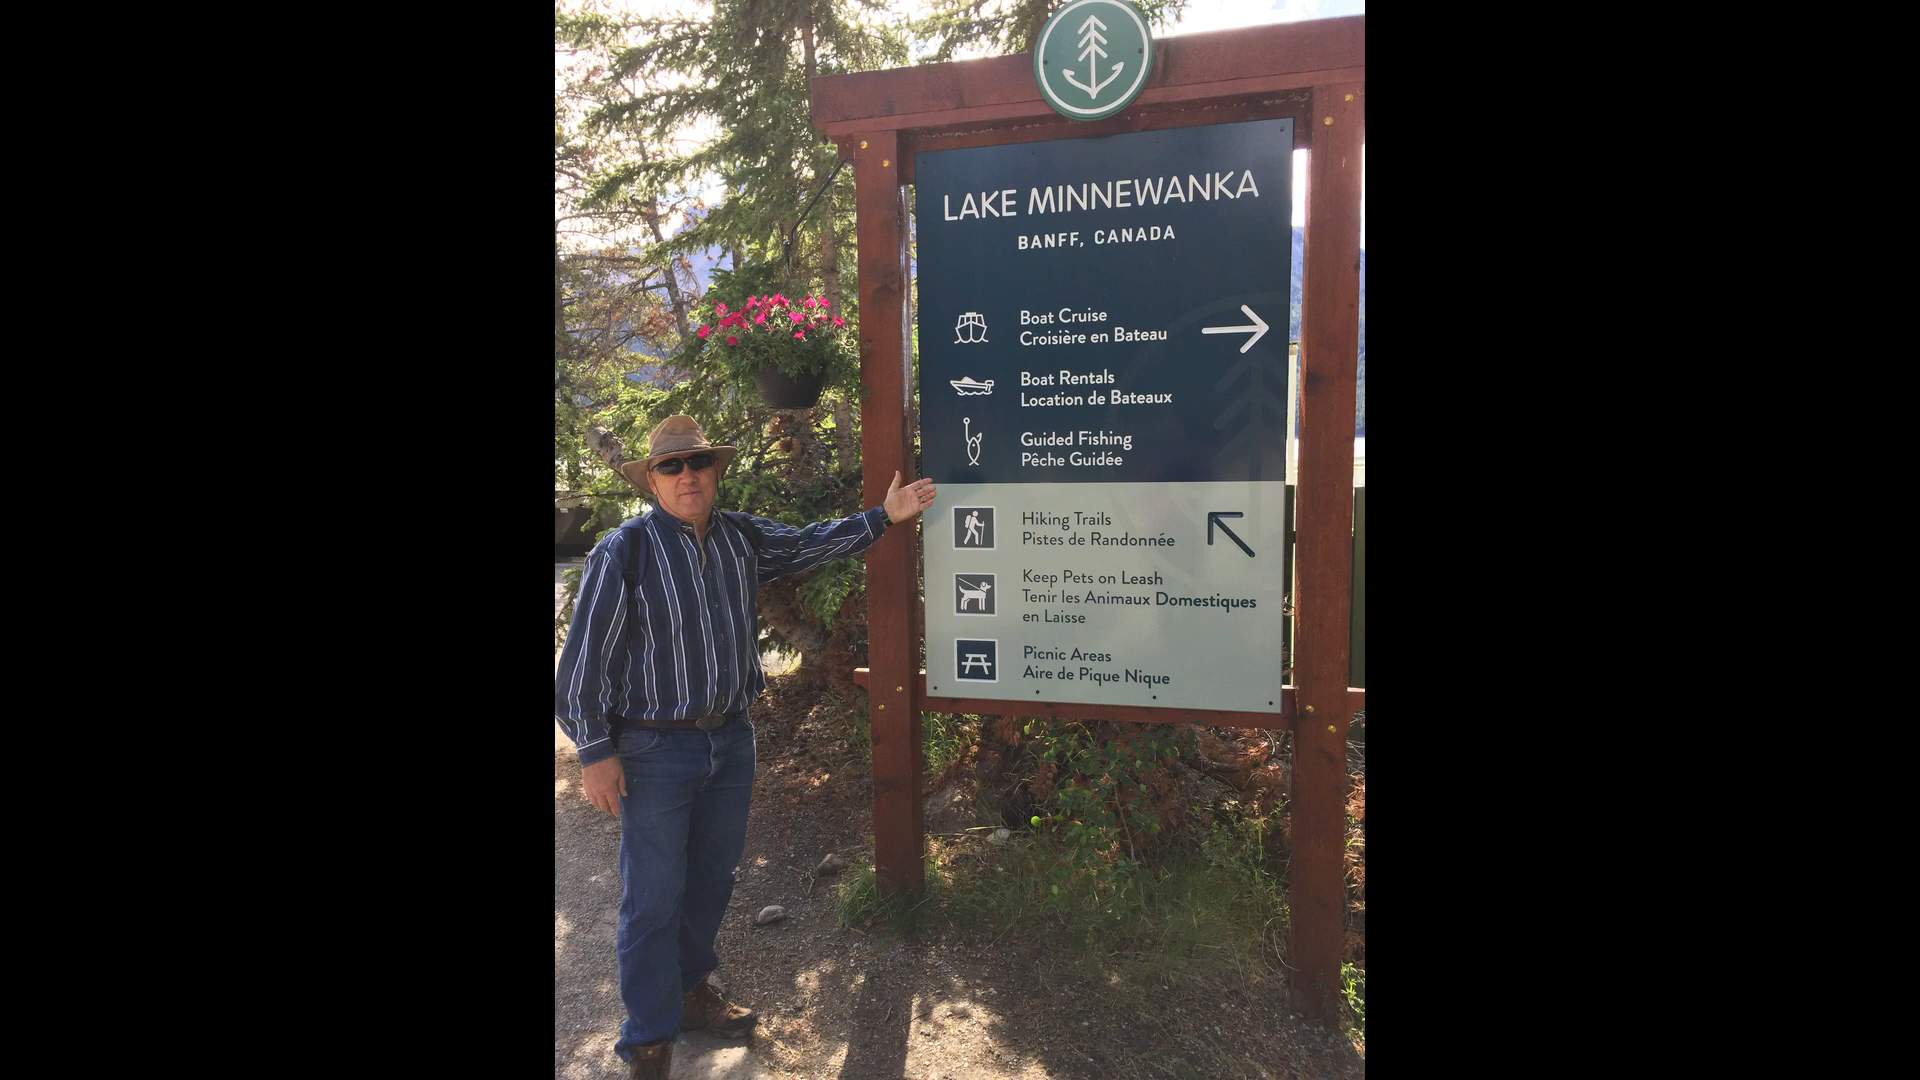 LAKE MINNEWANKA
BANFF, CANADA
Boat Cruise
Croisière en Bateau
Boat Rentals
Location de Bateaux
Guided Fishing
Pêche Guidée
Hiking Trails
Pistes de Randonnée
Keep Pets on Leash
Tenir les Animaux Domestiques
en Laisse
Picnic Areas
Aire de Pique Nique